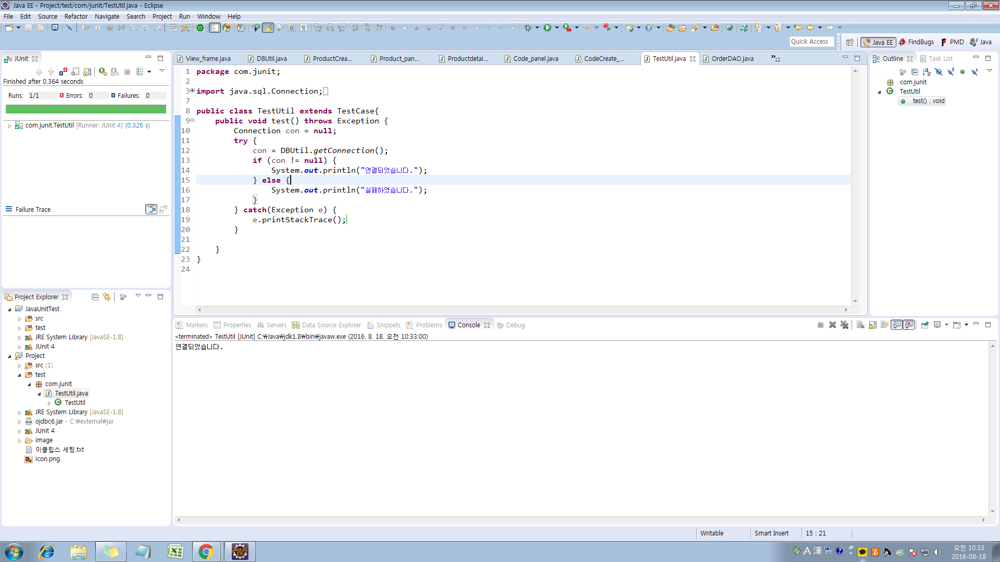 Java EE - Project/test/com/junit/TestUtil.java - Eclipse
File Edit Source Refactor Navigate Search Project Run Window Help
Quick Access
Java EE FindBugs PMD Java
JUnit
Finished after 0.364 seconds
Runs: 1/1 Errors: 0 Failures: 0
com.junit.TestUtil [Runner: JUnit 4] (0.326 s)
Failure Trace
View_frame.java DBUtil.java ProductCrea... Product_pan... Productdetai... Code_panel.java CodeCreate_... TestUtil.java OrderDAO.java »12
1 package com.junit;
2
3 import java.sql.Connection;
7
8 public class TestUtil extends TestCase{
9 public void test() throws Exception {
10 Connection con = null;
11 try {
12 con = DBUtil.getConnection();
13 if (con != null) {
14 System.out.println("연결되었습니다.");
15 } else {
16 System.out.println("실패하였습니다.");
17 }
18 } catch(Exception e) {
19 e.printStackTrace();
20 }
21
22 }
23 }
24
Outline Task List
com.junit
TestUtil
test() : void
Project Explorer
JavaUnitTest
src
test
JRE System Library [JavaSE-1.8]
JUnit 4
Project
src (1)
test
com.junit
TestUtil.java
TestUtil
JRE System Library [JavaSE-1.8]
ojdbc6.jar - C:₩external₩jar
JUnit 4
image
이클립스 세팅.txt
icon.png
Markers Properties Servers Data Source Explorer Snippets Problems Console Debug
<terminated> TestUtil [JUnit] C:₩Java₩jdk1.8₩bin₩javaw.exe (2016. 8. 18. 오전 10:33:00)
연결되었습니다.
Writable Smart Insert 15 : 21
Java EE
IDE
A 漢
오전 10:33
2016-08-18